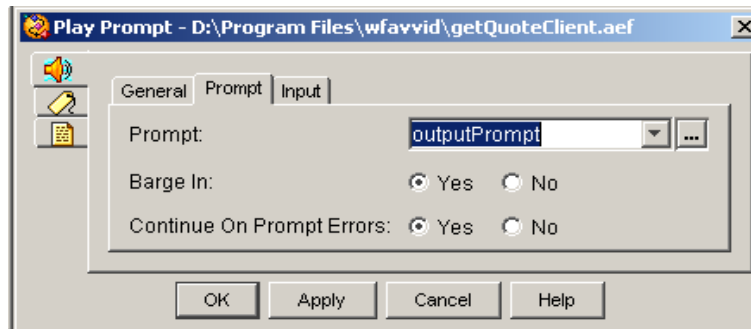 Play Prompt - D:\Program Files\wfavvid\getQuoteClient.aef
General Prompt Input
Prompt: outputPrompt ...
Barge In: Yes No
Continue On Prompt Errors: Yes No
OK Apply Cancel Help